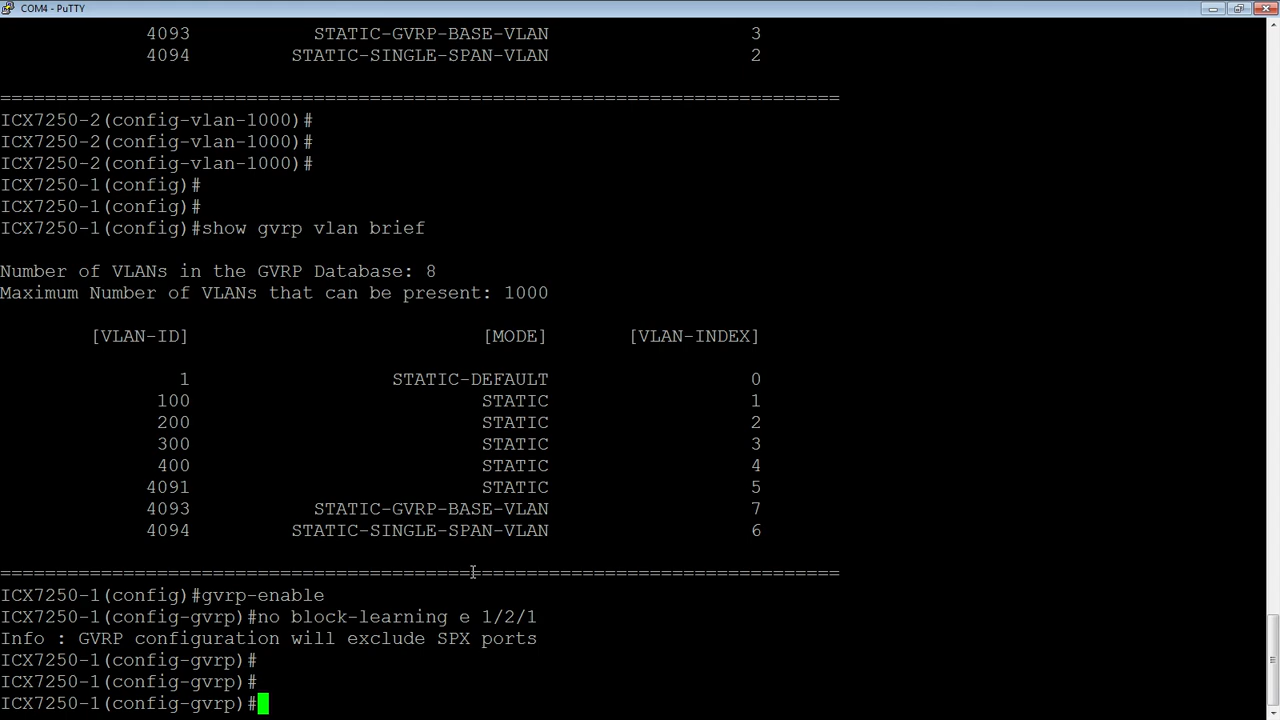 COM4 - PuTTY
4093 STATIC-GVRP-BASE-VLAN 3
4094 STATIC-SINGLE-SPAN-VLAN 2
===========================================================================
ICX7250-2(config-vlan-1000)#
ICX7250-2(config-vlan-1000)#
ICX7250-2(config-vlan-1000)#
ICX7250-1(config)#
ICX7250-1(config)#
ICX7250-1(config)#show gvrp vlan brief
Number of VLANs in the GVRP Database: 8
Maximum Number of VLANs that can be present: 1000
[VLAN-ID] [MODE] [VLAN-INDEX]
1 STATIC-DEFAULT 0
100 STATIC 1
200 STATIC 2
300 STATIC 3
400 STATIC 4
4091 STATIC 5
4093 STATIC-GVRP-BASE-VLAN 7
4094 STATIC-SINGLE-SPAN-VLAN 6
===========================================================================
ICX7250-1(config)#gvrp-enable
ICX7250-1(config-gvrp)#no block-learning e 1/2/1
Info : GVRP configuration will exclude SPX ports
ICX7250-1(config-gvrp)#
ICX7250-1(config-gvrp)#
ICX7250-1(config-gvrp)#